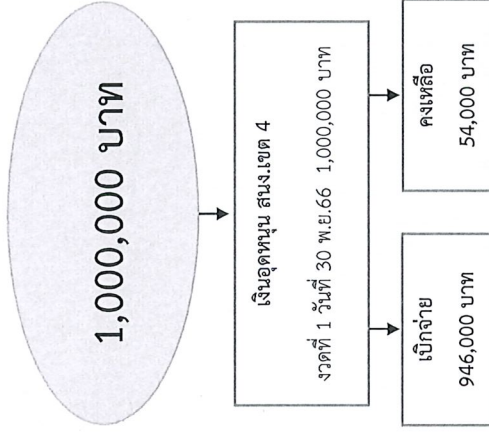 1,000,000 บาท
เงินอุดหนุน สนง.เขต 4
งวดที่ 1 วันที่ 30 พ.ย.66 1,000,000 บาท
เบิกจ่าย
946,000 บาท
คงเหลือ
54,000 บาท